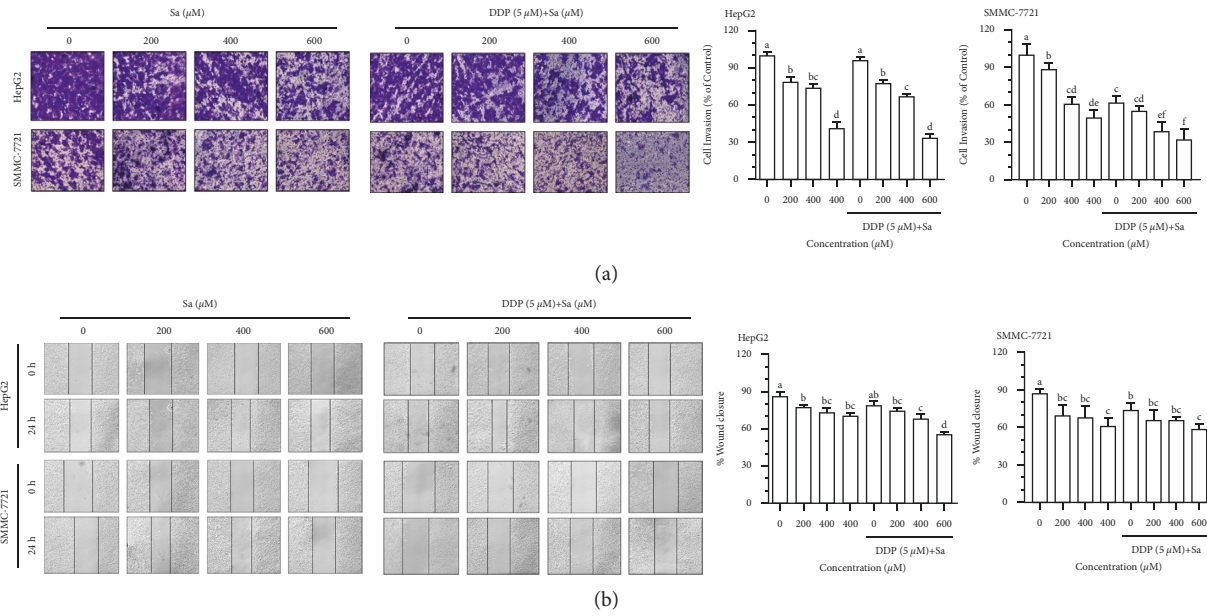 Sa (µM)
0 200 400 600
DDP (5 µM)+Sa (µM)
0 200 400 600
HepG2
SMMC-7721
HepG2
Cell Invasion (% of Control)
120
90
60
30
0
a b bc d a b c d
0 200 400 400 0 200 400 600
DDP (5 µM)+Sa
Concentration (µM)
SMMC-7721
Cell Invasion (% of Control)
120
90
60
30
0
a b cd de c cd ef f
0 200 400 400 0 200 400 600
DDP (5 µM)+Sa
Concentration (µM)
(a)
Sa (µM)
0 200 400 600
DDP (5 µM)+Sa (µM)
0 200 400 600
HepG2
0 h
24 h
SMMC-7721
0 h
24 h
HepG2
% Wound closure
120
90
60
30
0
a b bc bc ab bc c d
0 200 400 400 0 200 400 600
DDP (5 µM)+Sa
Concentration (µM)
SMMC-7721
% Wound closure
120
90
60
30
0
a bc bc c b bc bc c
0 200 400 400 0 200 400 600
DDP (5 µM)+Sa
Concentration (µM)
(b)